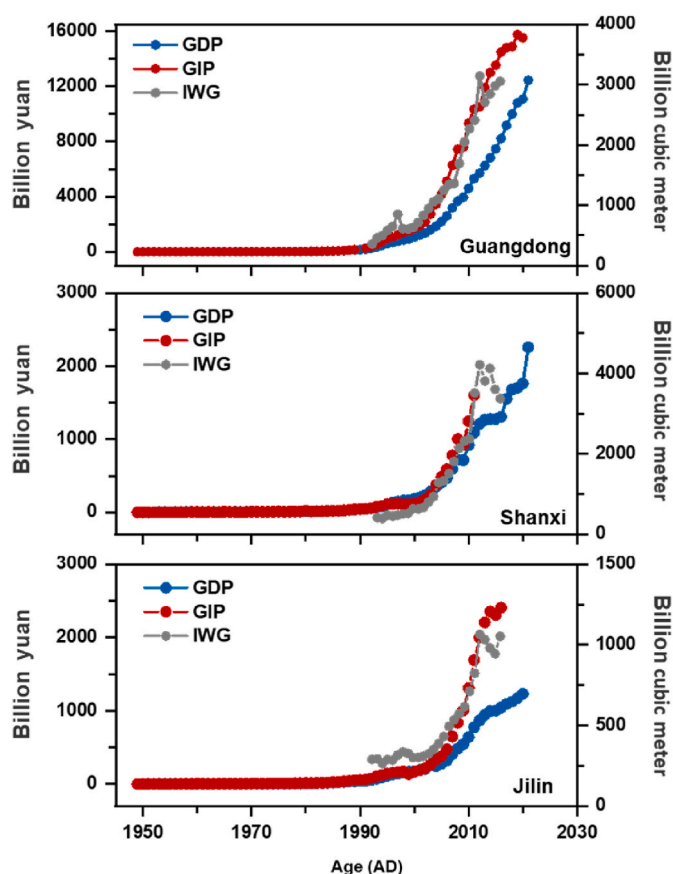 16000
12000
8000
4000
0
Billion yuan
GDP
GIP
IWG
4000
3000
2000
1000
0
Billion cubic meter
Guangdong
3000
2000
1000
0
Billion yuan
GDP
GIP
IWG
6000
4000
2000
0
Billion cubic meter
Shanxi
3000
2000
1000
0
Billion yuan
GDP
GIP
IWG
1500
1000
500
0
Billion cubic meter
Jilin
1950 1970 1990 2010 2030
Age (AD)